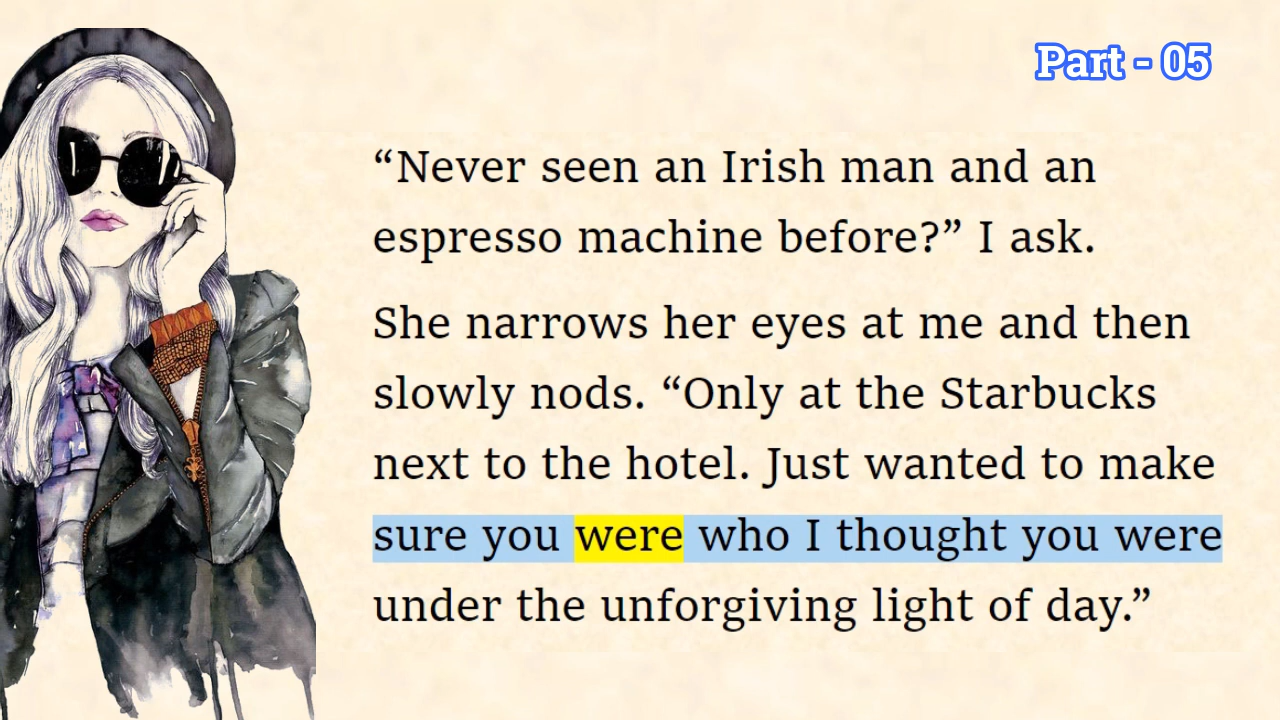 Part - 05
“Never seen an Irish man and an
espresso machine before?” I ask.
She narrows her eyes at me and then
slowly nods. “Only at the Starbucks
next to the hotel. Just wanted to make
sure you were who I thought you were
under the unforgiving light of day.”